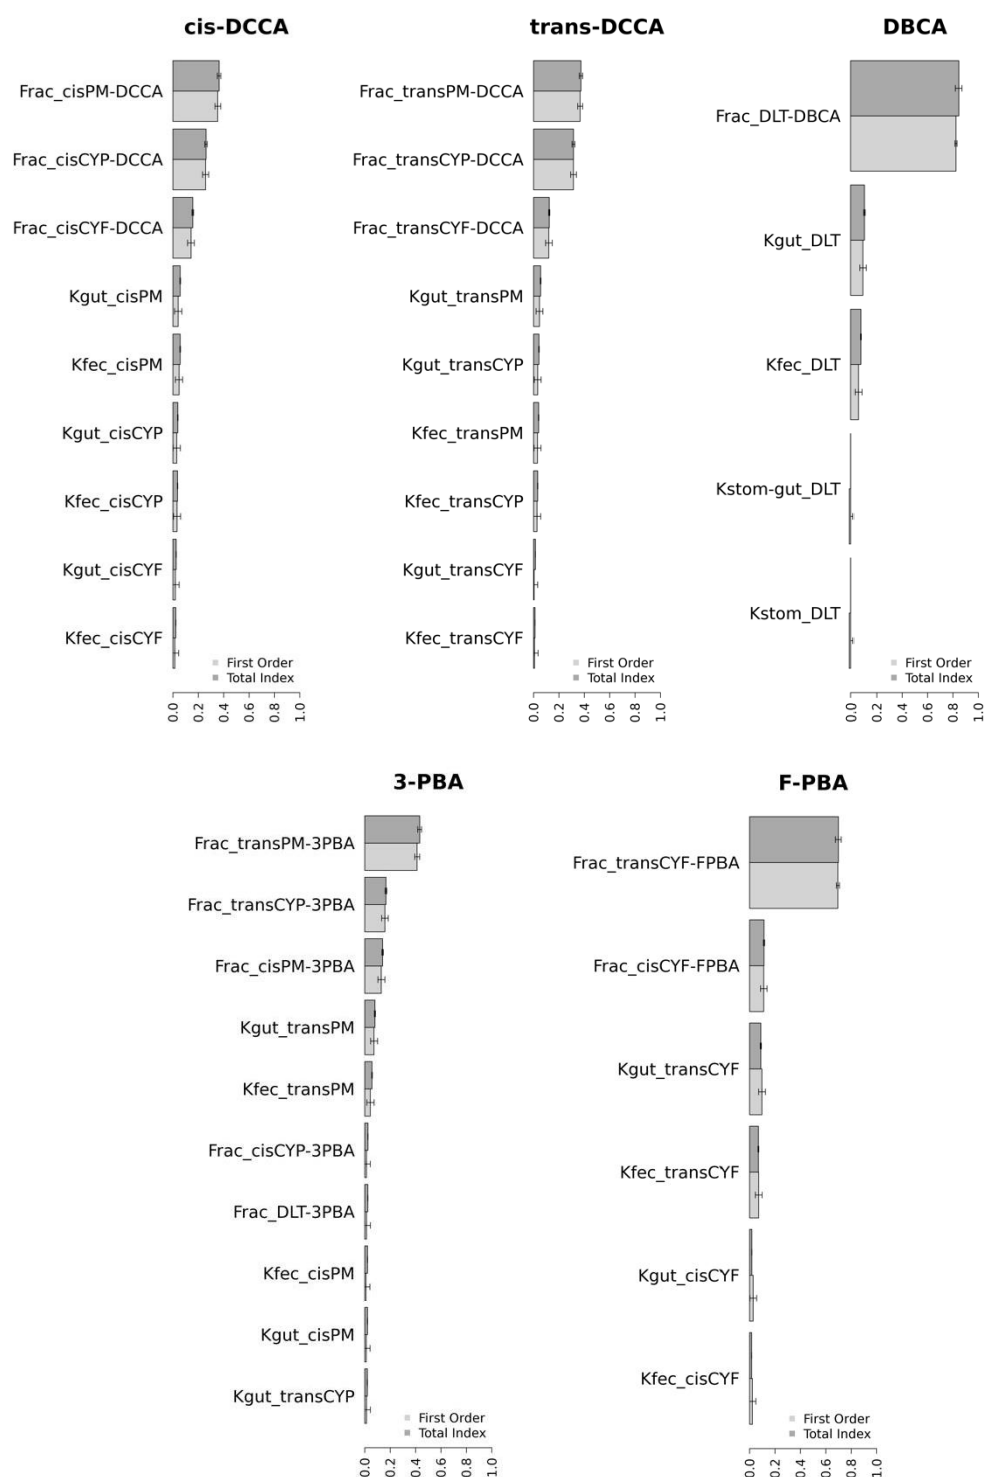 cis-DCCA
Frac_cisPM-DCCA
Frac_cisCYP-DCCA
Frac_cisCYF-DCCA
Kgut_cisPM
Kfec_cisPM
Kgut_cisCYP
Kfec_cisCYP
Kgut_cisCYF
Kfec_cisCYF
First Order
Total Index
0.0 0.2 0.4 0.6 0.8 1.0
trans-DCCA
Frac_transPM-DCCA
Frac_transCYP-DCCA
Frac_transCYF-DCCA
Kgut_transPM
Kgut_transCYP
Kfec_transPM
Kfec_transCYP
Kgut_transCYF
Kfec_transCYF
First Order
Total Index
0.0 0.2 0.4 0.6 0.8 1.0
DBCA
Frac_DLT-DBCA
Kgut_DLT
Kfec_DLT
Kstom-gut_DLT
Kstom_DLT
First Order
Total Index
0.0 0.2 0.4 0.6 0.8 1.0
3-PBA
Frac_transPM-3PBA
Frac_transCYP-3PBA
Frac_cisPM-3PBA
Kgut_transPM
Kfec_transPM
Frac_cisCYP-3PBA
Frac_DLT-3PBA
Kfec_cisPM
Kgut_cisPM
Kgut_transCYP
First Order
Total Index
0.0 0.2 0.4 0.6 0.8 1.0
F-PBA
Frac_transCYF-FPBA
Frac_cisCYF-FPBA
Kgut_transCYF
Kfec_transCYF
Kgut_cisCYF
Kfec_cisCYF
First Order
Total Index
0.0 0.2 0.4 0.6 0.8 1.0